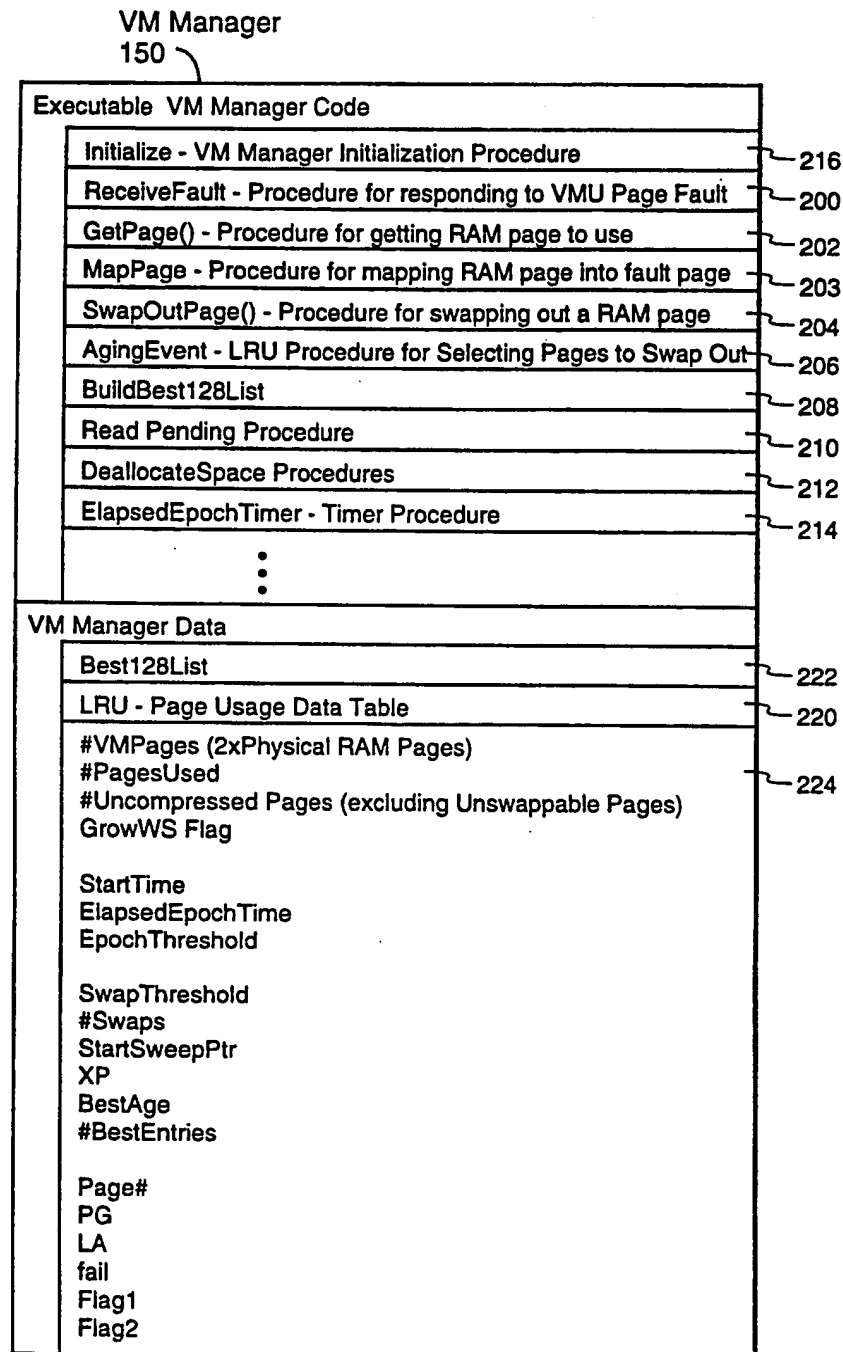 VM Manager
150
Executable VM Manager Code
Initialize - VM Manager Initialization Procedure
216
ReceiveFault - Procedure for responding to VMU Page Fault
200
GetPage() - Procedure for getting RAM page to use
202
MapPage - Procedure for mapping RAM page into fault page
203
SwapOutPage() - Procedure for swapping out a RAM page
204
AgingEvent - LRU Procedure for Selecting Pages to Swap Out
206
BuildBest128List
208
Read Pending Procedure
210
DeallocateSpace Procedures
212
ElapsedEpochTimer - Timer Procedure
214
VM Manager Data
Best128List
222
LRU - Page Usage Data Table
220
#VMPages (2xPhysical RAM Pages)
#PagesUsed
224
#Uncompressed Pages (excluding Unswappable Pages)
GrowWS Flag
StartTime
ElapsedEpochTime
EpochThreshold
SwapThreshold
#Swaps
StartSweepPtr
XP
BestAge
#BestEntries
Page#
PG
LA
fail
Flag1
Flag2